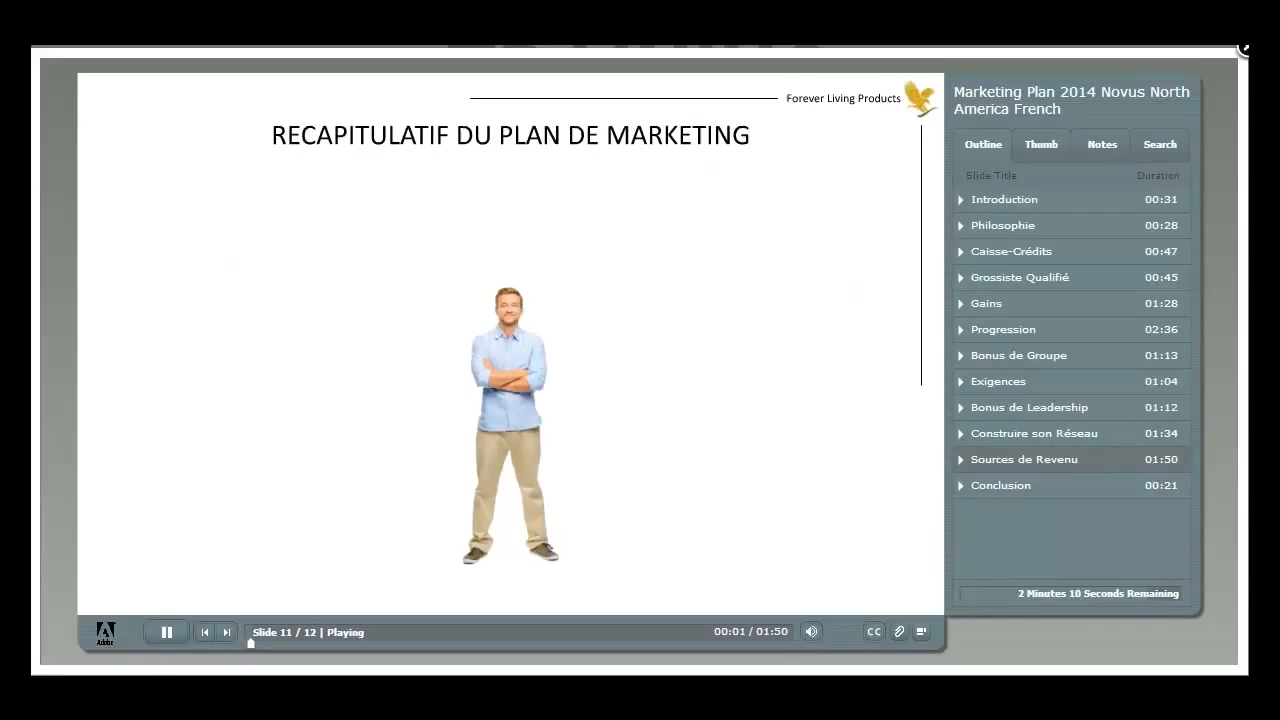 Forever Living Products
RECAPITULATIF DU PLAN DE MARKETING
Marketing Plan 2014 Novus North
America French
Outline Thumb Notes Search
Slide Title Duration
Introduction 00:31
Philosophie 00:28
Caisse-Crédits 00:47
Grossiste Qualifié 00:45
Gains 01:28
Progression 02:36
Bonus de Groupe 01:13
Exigences 01:04
Bonus de Leadership 01:12
Construire son Réseau 01:34
Sources de Revenu 01:50
Conclusion 00:21
2 Minutes 10 Seconds Remaining
Adobe
Slide 11 / 12 | Playing
00:01 / 01:50
CC